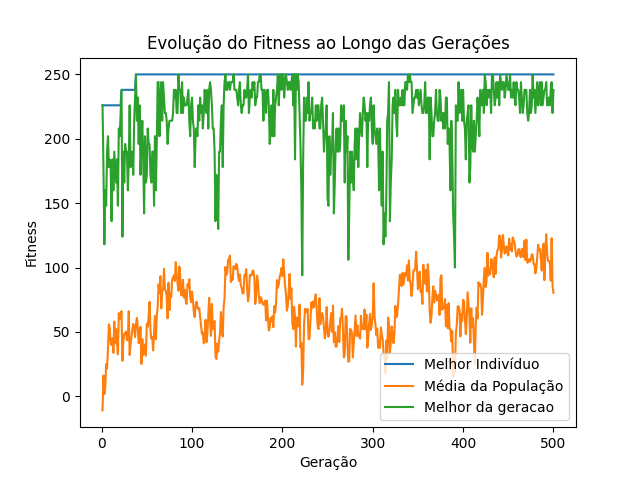 Evolução do Fitness ao Longo das Gerações
250
200
150
100
50
0
Fitness
0 100 200 300 400 500
Geração
Melhor Indivíduo
Média da População
Melhor da geracao